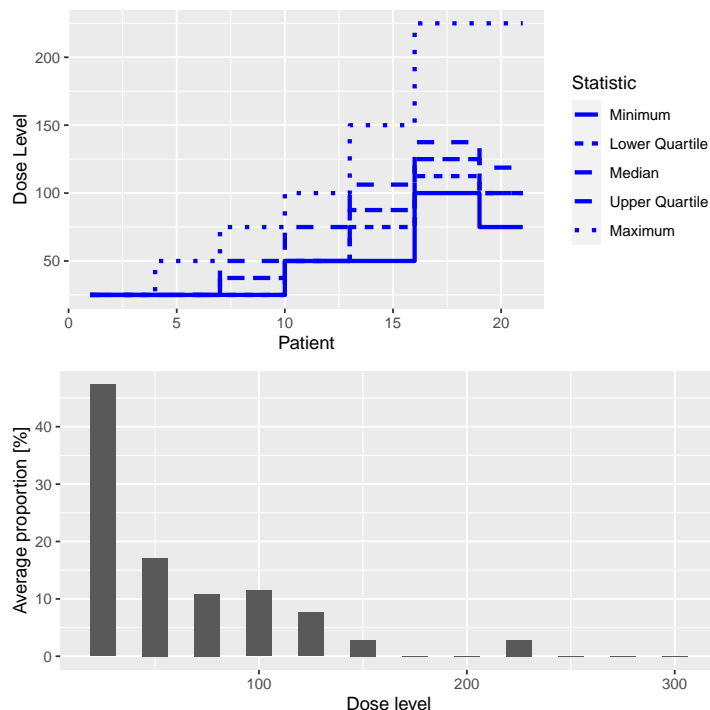 Dose Level
200
150
100
50
0
5
10
15
20
Patient
Statistic
Minimum
Lower Quartile
Median
Upper Quartile
Maximum
Average proportion [%]
40
30
20
10
0
100
200
300
Dose level